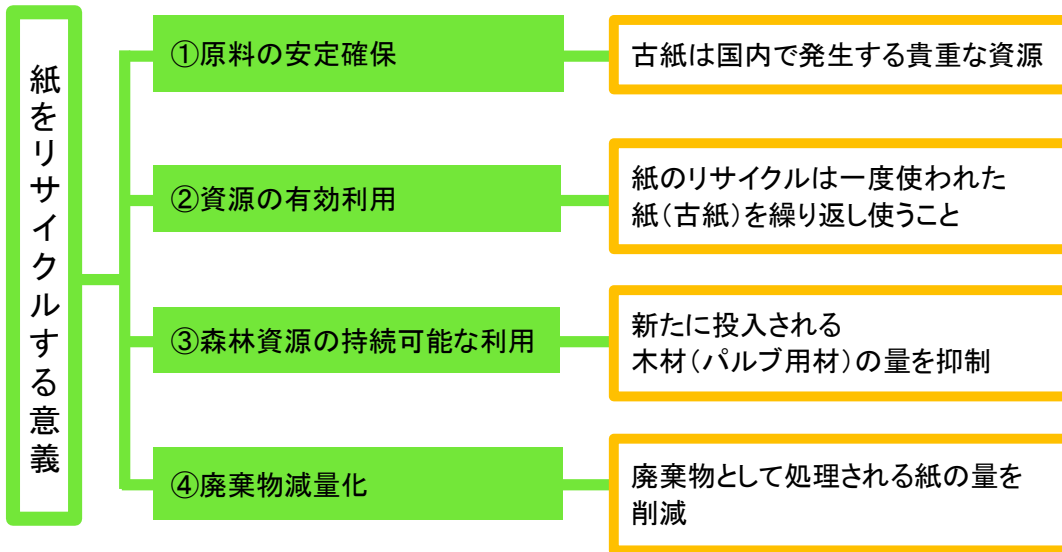 紙をリサイクルする意義
①原料の安定確保
古紙は国内で発生する貴重な資源
②資源の有効利用
紙のリサイクルは一度使われた
紙（古紙）を繰り返し使うこと
③森林資源の持続可能な利用
新たに投入される
木材（パルプ用材）の量を抑制
④廃棄物減量化
廃棄物として処理される紙の量を
削減